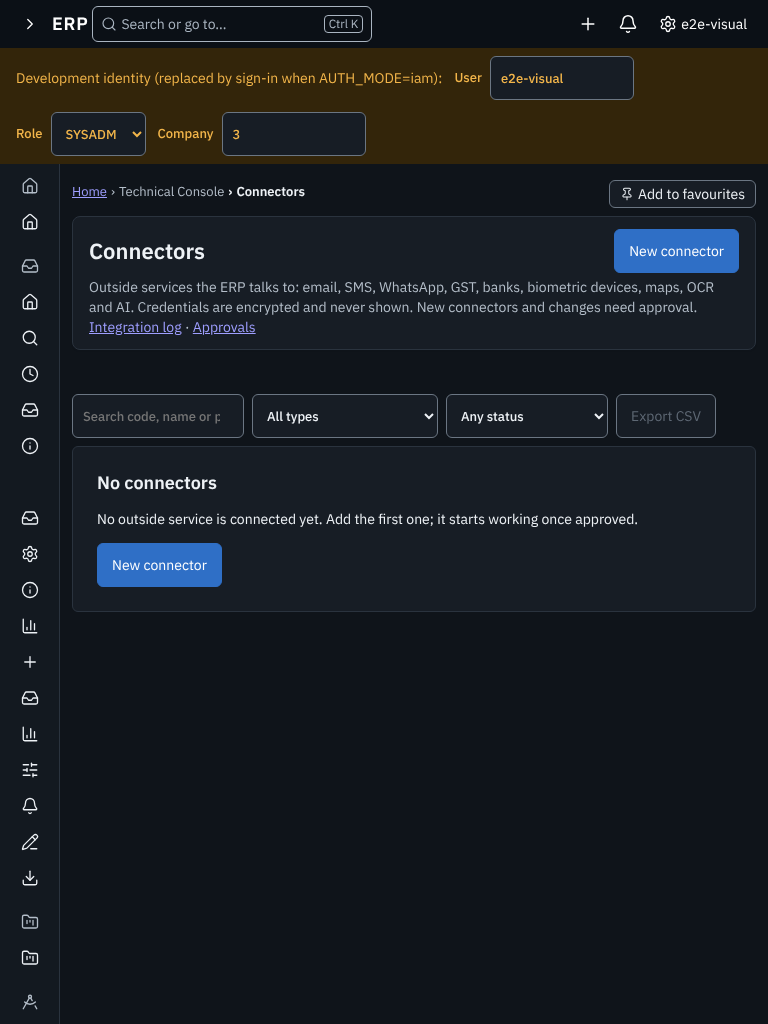 ERP
Search or go to...
Ctrl K
e2e-visual
Development identity (replaced by sign-in when AUTH_MODE=iam):
User
e2e-visual
Role
SYSADM
Company
3
Home › Technical Console › Connectors
Add to favourites
Connectors
New connector
Outside services the ERP talks to: email, SMS, WhatsApp, GST, banks, biometric devices, maps, OCR
and AI. Credentials are encrypted and never shown. New connectors and changes need approval.
Integration log · Approvals
Search code, name or p
All types
Any status
Export CSV
No connectors
No outside service is connected yet. Add the first one; it starts working once approved.
New connector